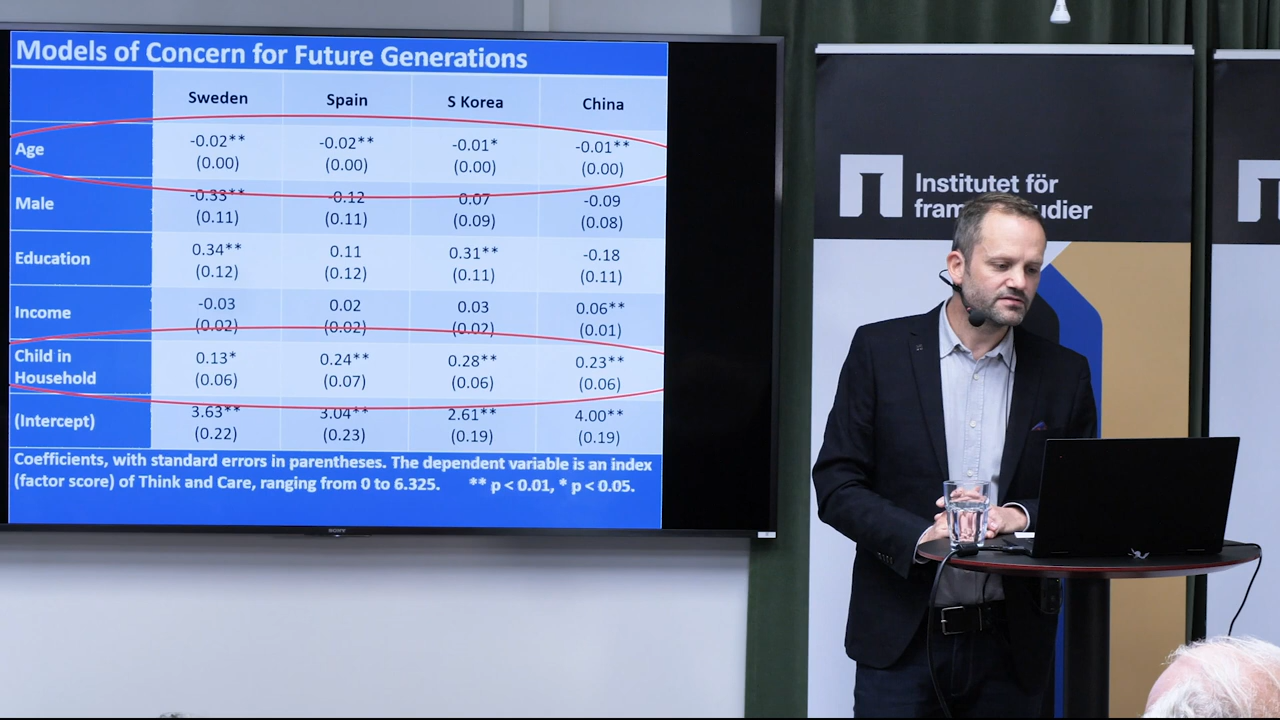 Models of Concern for Future Generations
Sweden Spain S Korea China
Age -0.02** -0.02** -0.01* -0.01**
(0.00) (0.00) (0.00) (0.00)
Male -0.33** -0.12 0.07 -0.09
(0.11) (0.11) (0.09) (0.08)
Education 0.34** 0.11 0.31** -0.18
(0.12) (0.12) (0.11) (0.11)
Income -0.03 0.02 0.03 0.06**
(0.02) (0.02) (0.02) (0.01)
Child in
Household 0.13* 0.24** 0.28** 0.23**
(0.06) (0.07) (0.06) (0.06)
(Intercept) 3.63** 3.04** 2.61** 4.00**
(0.22) (0.23) (0.19) (0.19)
Coefficients, with standard errors in parentheses. The dependent variable is an index
(factor score) of Think and Care, ranging from 0 to 6.325. ** p < 0.01, * p < 0.05.
SONY
Institutet för